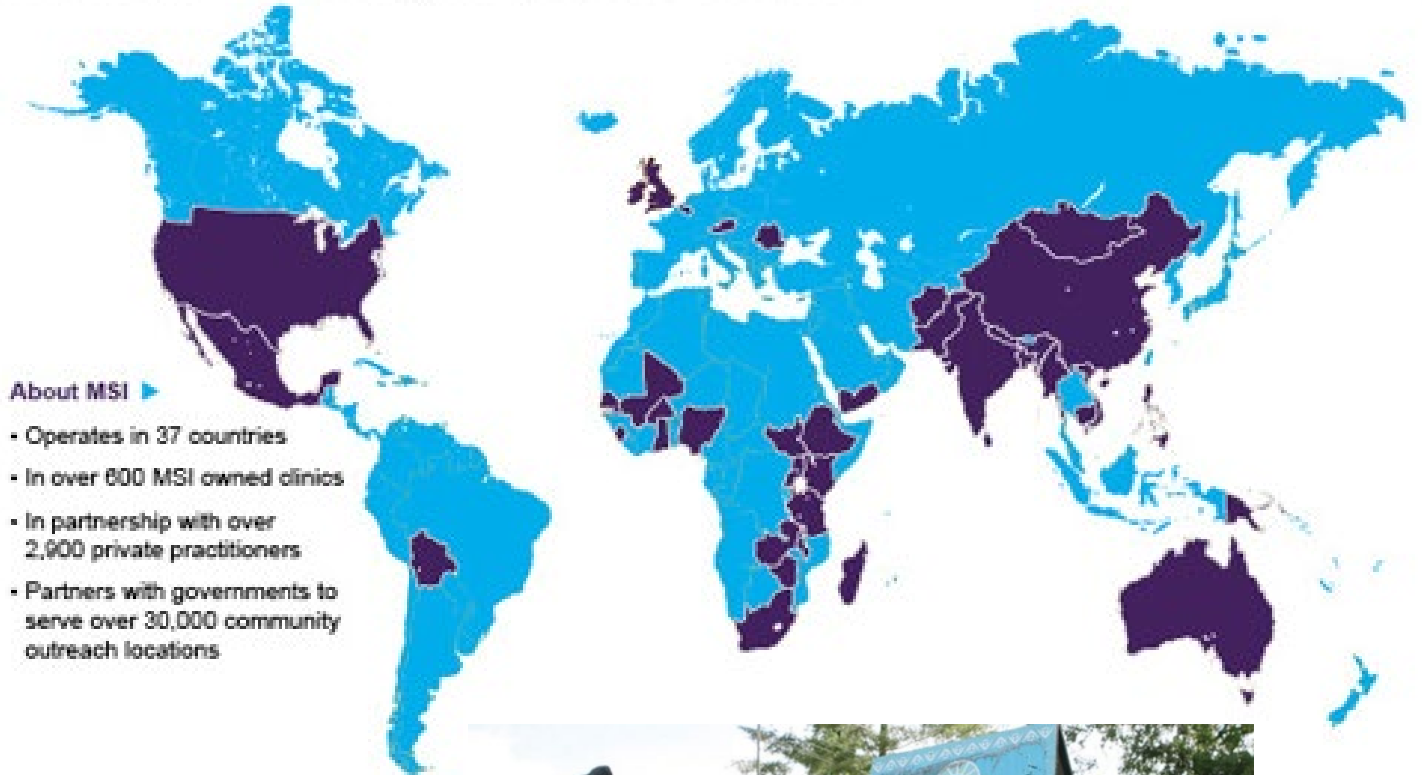 About MSI ▶
• Operates in 37 countries
• In over 600 MSI owned clinics
• In partnership with over
2,900 private practitioners
• Partners with governments to
serve over 30,000 community
outreach locations